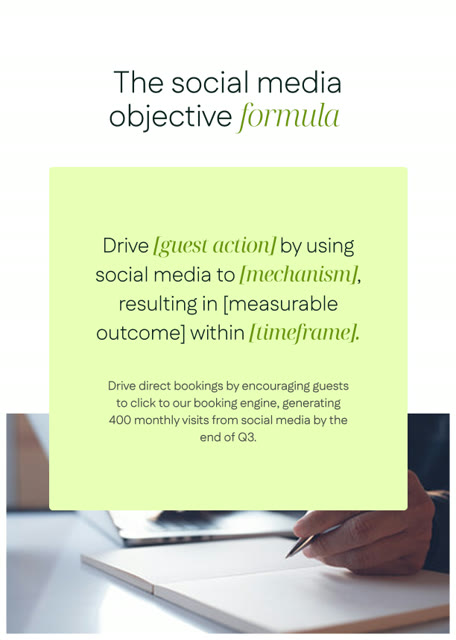 The social media
objective formula
Drive [guest action] by using
social media to [mechanism],
resulting in [measurable
outcome] within [timeframe].
Drive direct bookings by encouraging guests
to click to our booking engine, generating
400 monthly visits from social media by the
end of Q3.